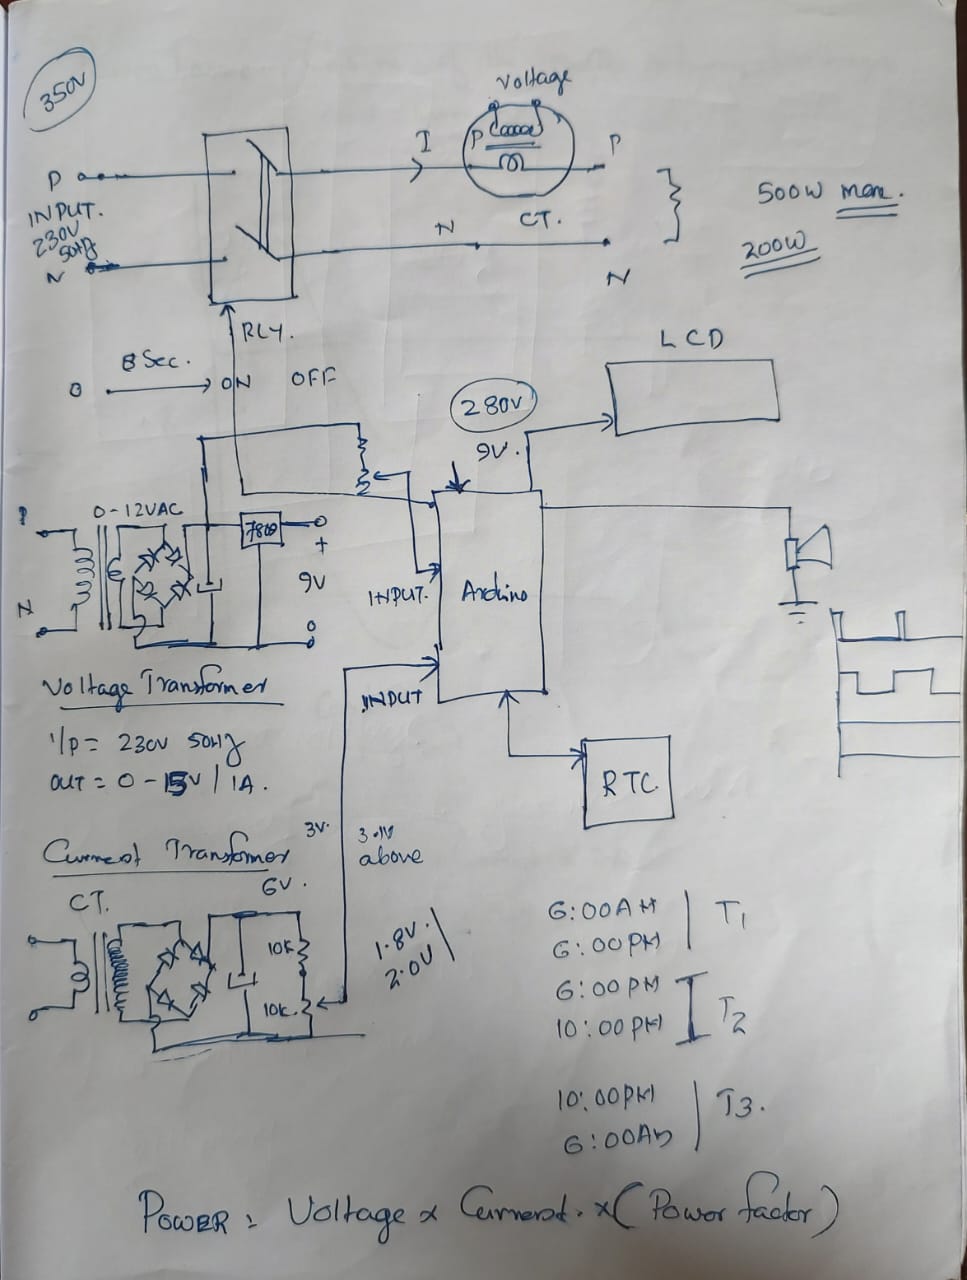 350V
Voltage
P
I
P
P
INPUT.
230V
50Hz
N
N
CT.
N
500W max.
200W
RLY.
8 Sec.
0
ON
OFF
LCD
280V
9V.
0-12VAC
7809
+
9V
0
N
INPUT.
Arduino
INPUT
Voltage Transformer
I/p = 230V 50Hz
OUT = 0 - 15V / 1A.
RTC.
3V.
3.1V
above
Current Transformer
6V.
CT.
10K
10K.
1.8V.
2.0V
6:00AM
6:00PM
T1
6:00PM
10:00PM
T2
10:00PM
6:00AM
T3.
POWER = Voltage x Current. x (Power factor)